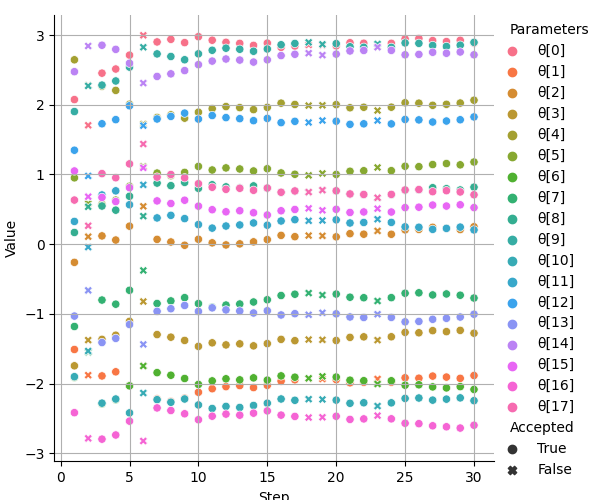 Value
3
2
1
0
−1
−2
−3
0
5
10
15
20
25
30
Step
Parameters
θ[0]
θ[1]
θ[2]
θ[3]
θ[4]
θ[5]
θ[6]
θ[7]
θ[8]
θ[9]
θ[10]
θ[11]
θ[12]
θ[13]
θ[14]
θ[15]
θ[16]
θ[17]
Accepted
True
False